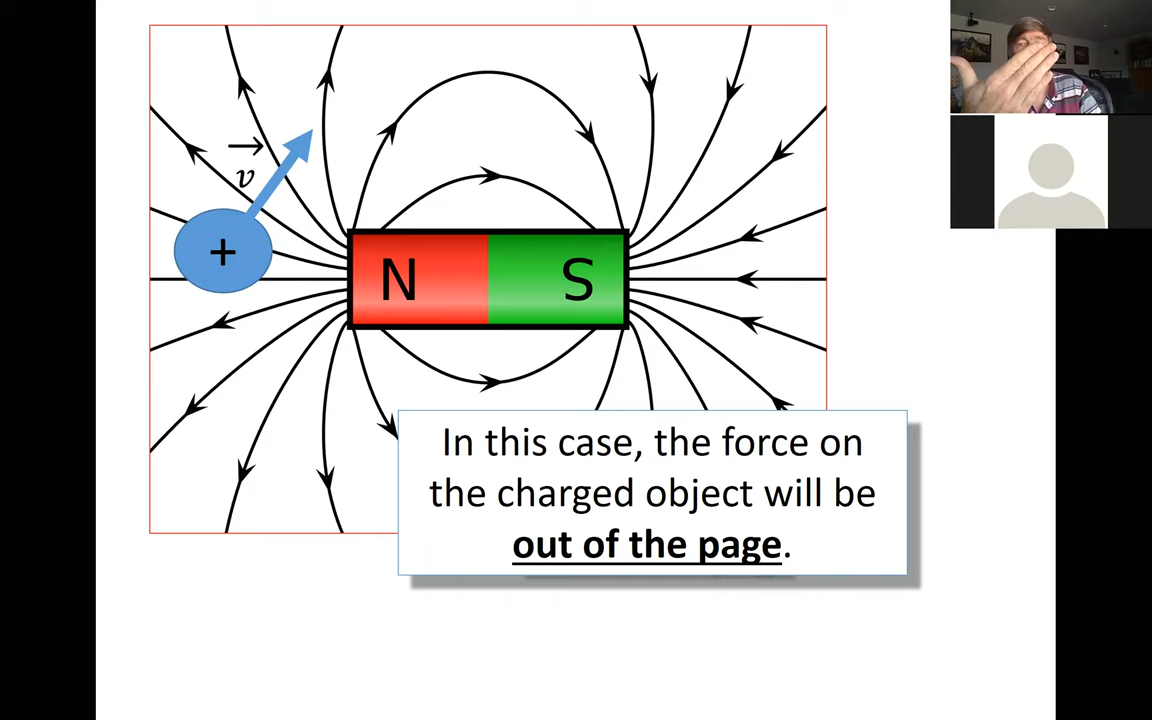 v
+
N
S
In this case, the force on
the charged object will be
out of the page.